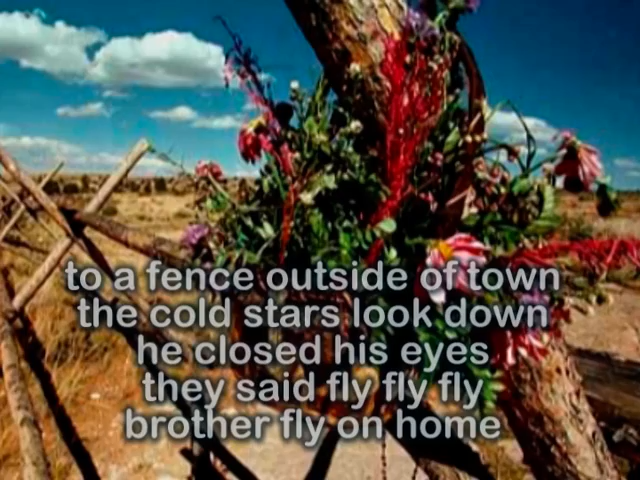 to a fence outside of town
the cold stars look down
he closed his eyes
they said fly fly fly
brother fly on home